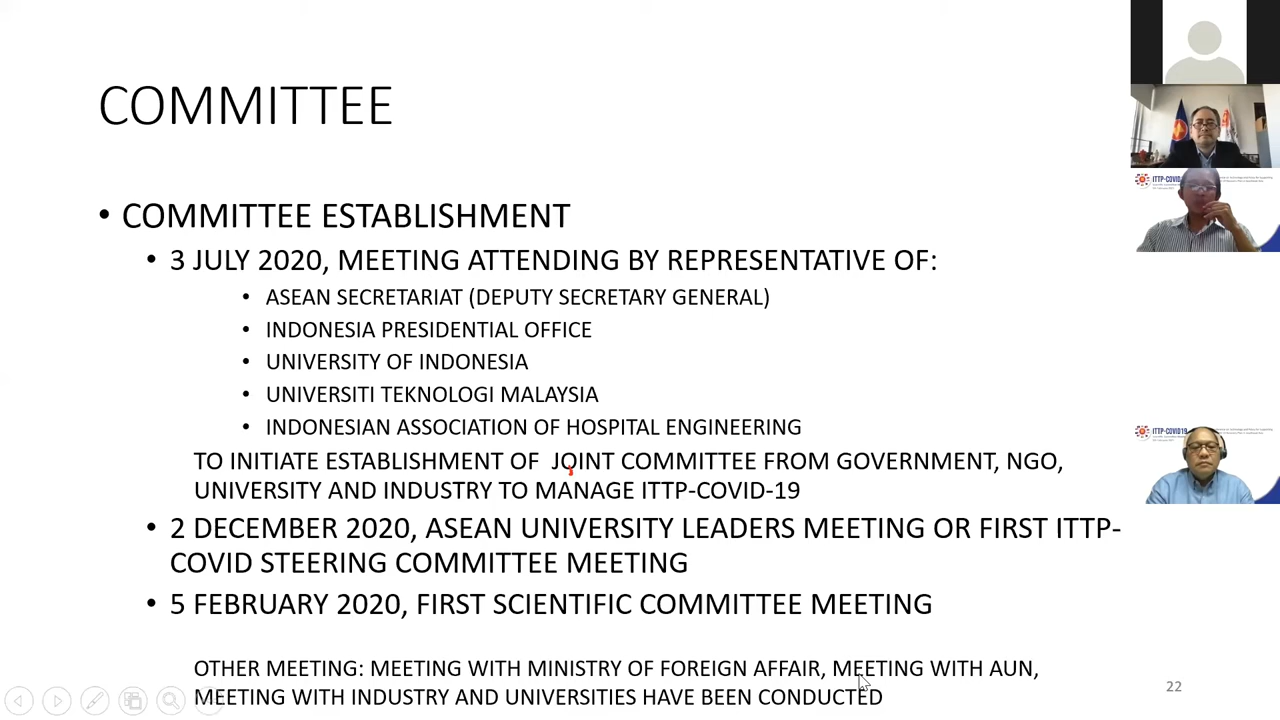 COMMITTEE
• COMMITTEE ESTABLISHMENT
• 3 JULY 2020, MEETING ATTENDING BY REPRESENTATIVE OF:
• ASEAN SECRETARIAT (DEPUTY SECRETARY GENERAL)
• INDONESIA PRESIDENTIAL OFFICE
• UNIVERSITY OF INDONESIA
• UNIVERSITI TEKNOLOGI MALAYSIA
• INDONESIAN ASSOCIATION OF HOSPITAL ENGINEERING
TO INITIATE ESTABLISHMENT OF JOINT COMMITTEE FROM GOVERNMENT, NGO,
UNIVERSITY AND INDUSTRY TO MANAGE ITTP-COVID-19
• 2 DECEMBER 2020, ASEAN UNIVERSITY LEADERS MEETING OR FIRST ITTP-
COVID STEERING COMMITTEE MEETING
• 5 FEBRUARY 2020, FIRST SCIENTIFIC COMMITTEE MEETING
OTHER MEETING: MEETING WITH MINISTRY OF FOREIGN AFFAIR, MEETING WITH AUN,
MEETING WITH INDUSTRY AND UNIVERSITIES HAVE BEEN CONDUCTED
22
ITTP-COVID
ITTP-COVID19